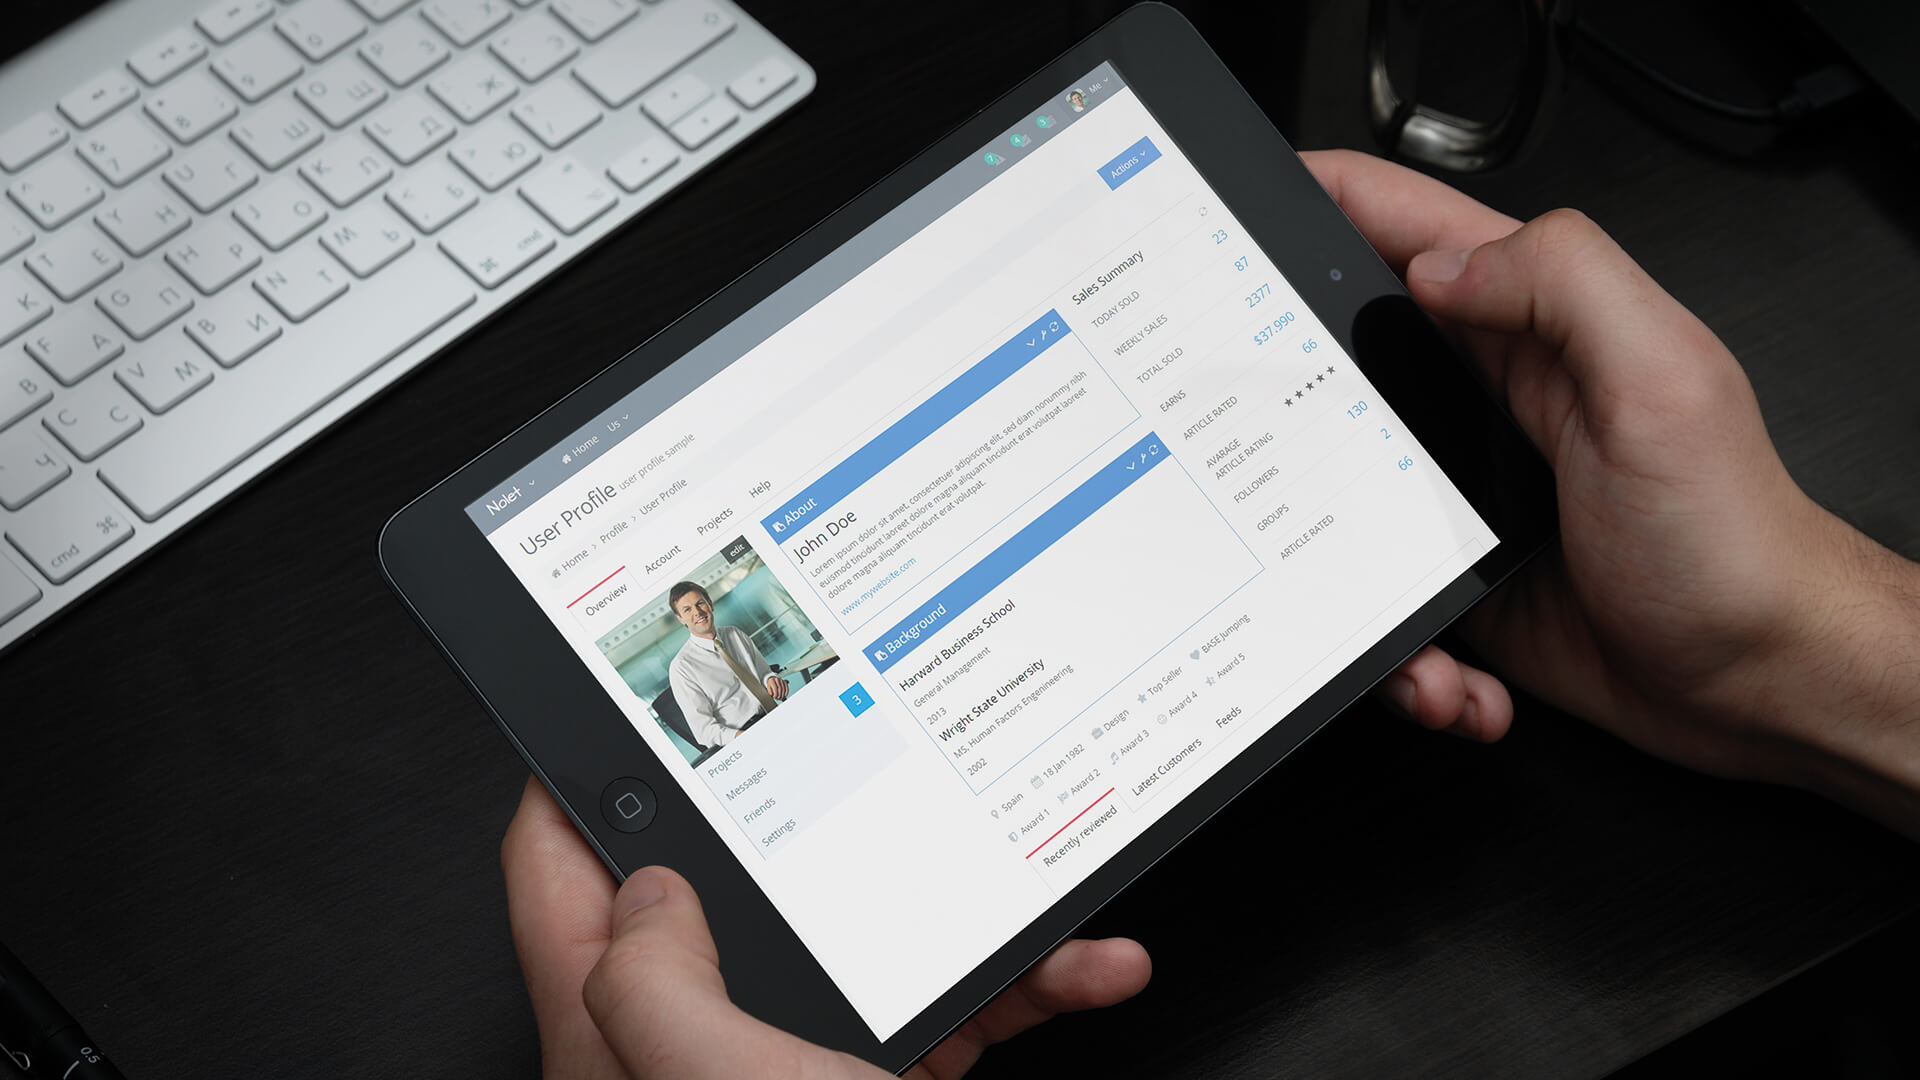 Nolet
Home
Us
7
4
3
Me
User Profile user profile sample
Home > Profile > User Profile
Actions
Overview
Account
Projects
Help
edit
3
Projects
Messages
Friends
Settings
About
John Doe
Lorem ipsum dolor sit amet, consectetuer adipiscing elit, sed diam nonummy nibh
euismod tincidunt laoreet dolore magna aliquam tincidunt erat volutpat laoreet
dolore magna aliquam tincidunt erat volutpat.
www.mywebsite.com
Background
Harward Business School
General Management
2013
Wright State University
MS, Human Factors Engenineering
2002
Spain
18 Jan 1982
Design
Top Seller
BASE Jumping
Award 1
Award 2
Award 3
Award 4
Award 5
Recently reviewed
Latest Customers
Feeds
Sales Summary
TODAY SOLD 23
WEEKLY SALES 87
TOTAL SOLD 2377
EARNS $37.990
ARTICLE RATED 66
AVARAGE
ARTICLE RATING ★★★★★
FOLLOWERS 130
GROUPS 2
ARTICLE RATED 66
cmd
cmd
0.5